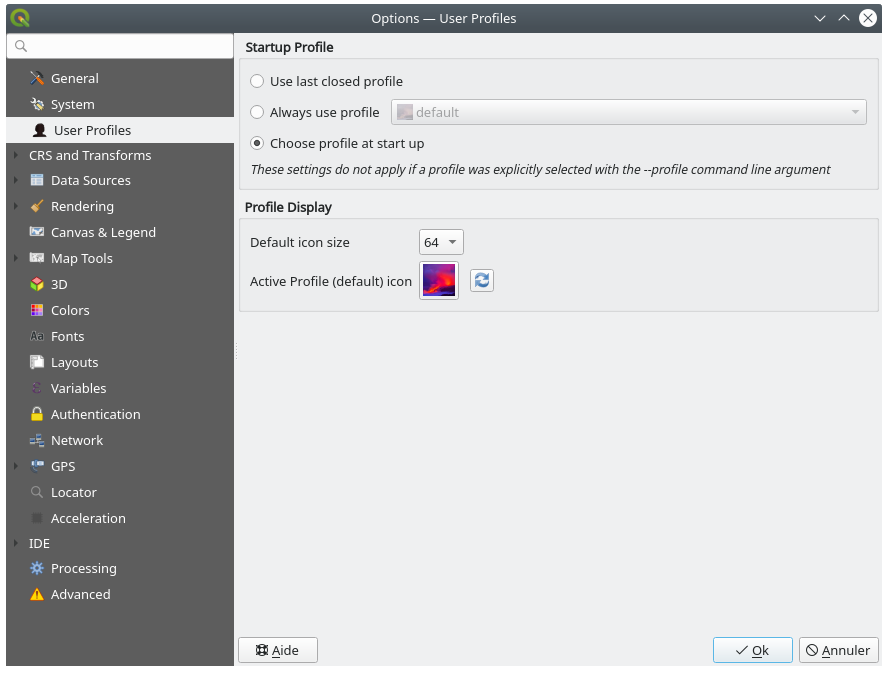 Options — User Profiles
General
System
User Profiles
CRS and Transforms
Data Sources
Rendering
Canvas & Legend
Map Tools
3D
Colors
Fonts
Layouts
Variables
Authentication
Network
GPS
Locator
Acceleration
IDE
Processing
Advanced
Startup Profile
Use last closed profile
Always use profile default
Choose profile at start up
These settings do not apply if a profile was explicitly selected with the --profile command line argument
Profile Display
Default icon size 64
Active Profile (default) icon
Aide Ok Annuler